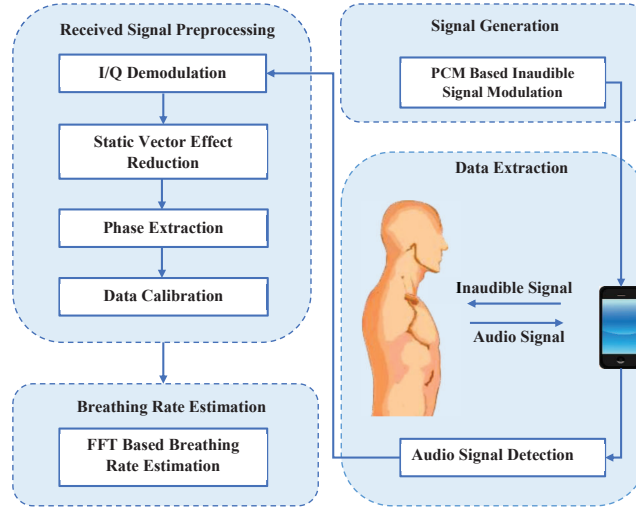 Received Signal Preprocessing
I/Q Demodulation
Static Vector Effect
Reduction
Phase Extraction
Data Calibration
Breathing Rate Estimation
FFT Based Breathing
Rate Estimation
Signal Generation
PCM Based Inaudible
Signal Modulation
Data Extraction
Inaudible Signal
Audio Signal
Audio Signal Detection